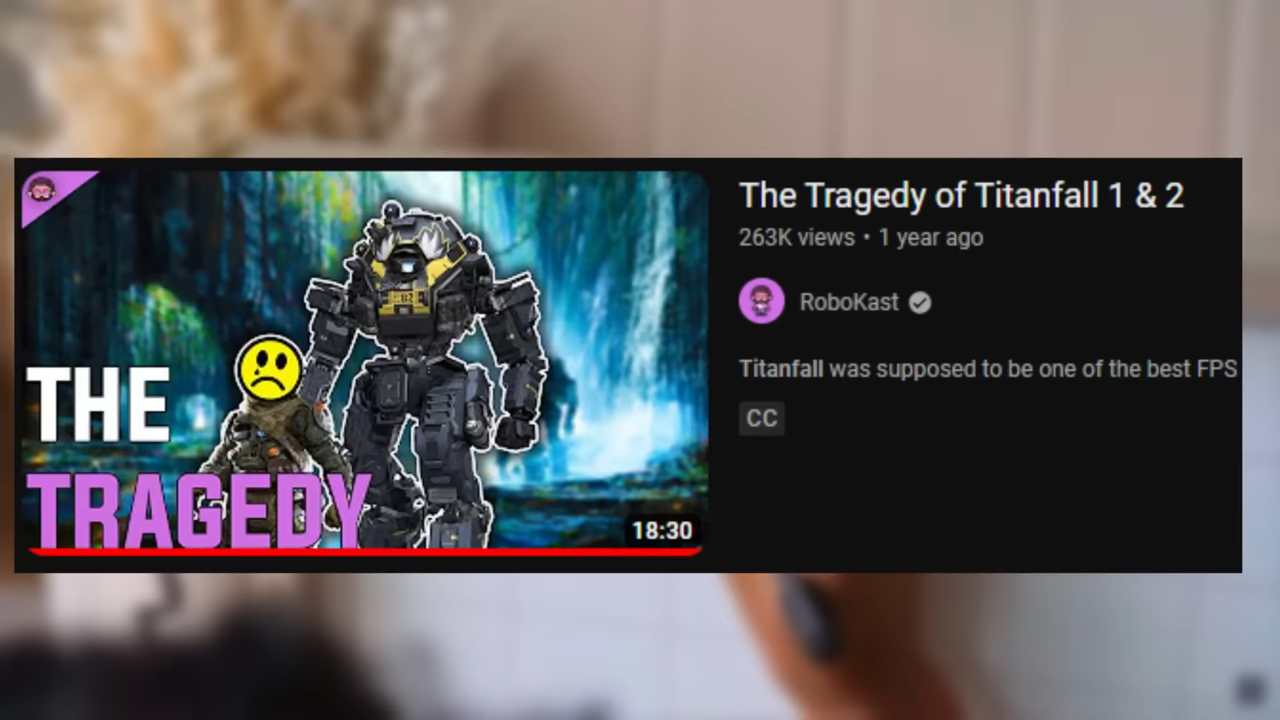 THE
TRAGEDY
18:30
The Tragedy of Titanfall 1 & 2
263K views • 1 year ago
RoboKast
Titanfall was supposed to be one of the best FPS
CC